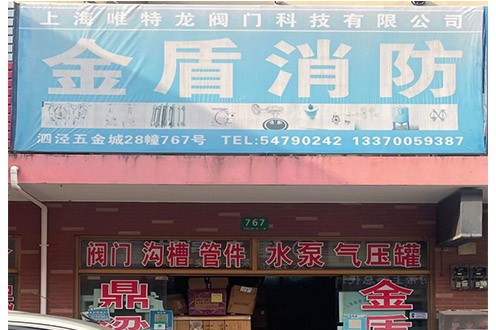 上海唯特龙阀门科技有限公司
金盾消防
泗泾五金城28幢767号 TEL:54790242 13370059387
767
阀门 沟槽 管件 水泵 气压罐
鼎梁
金盾